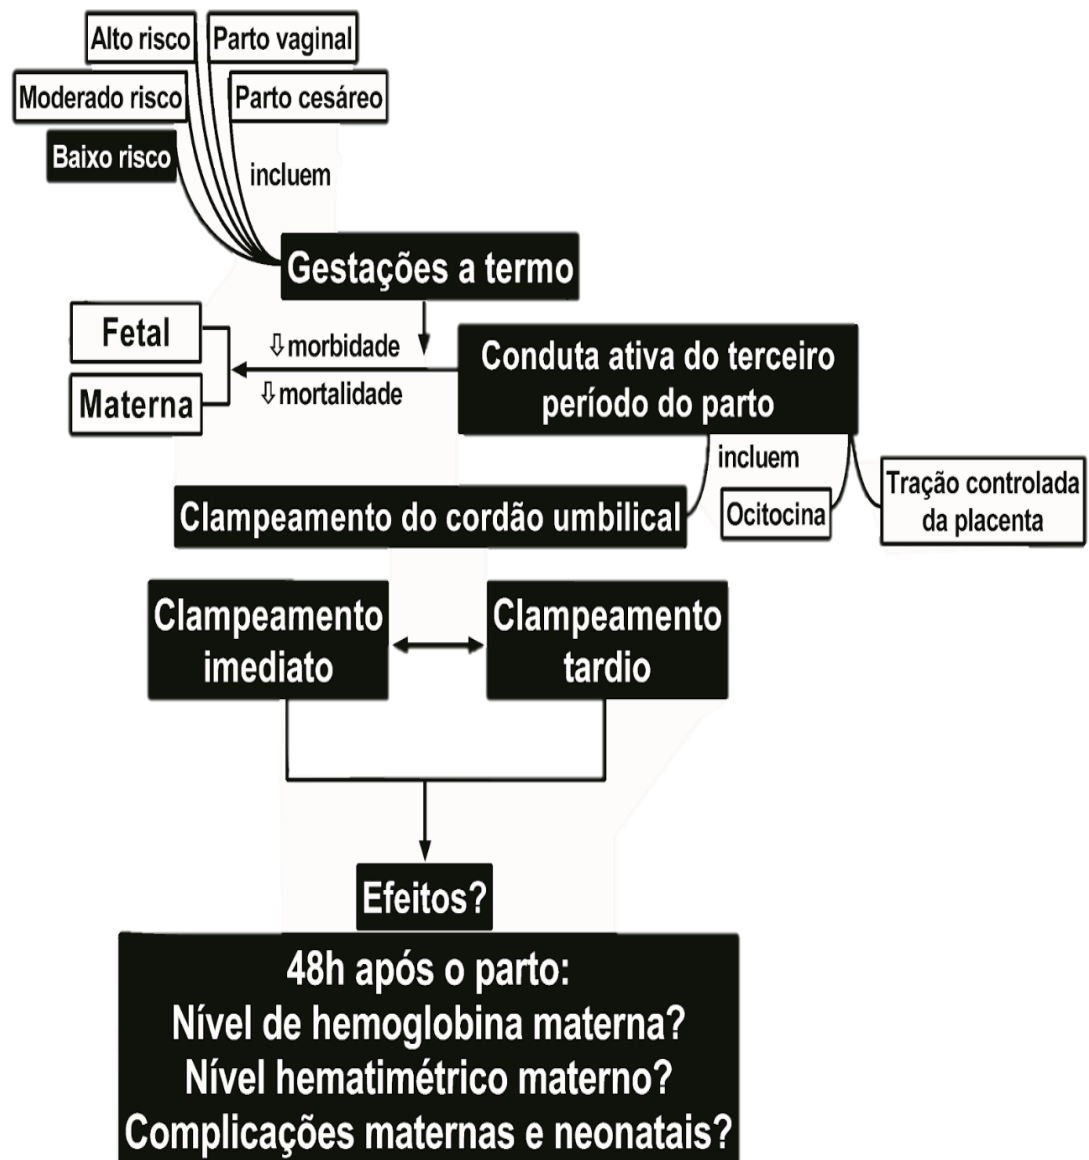 Alto risco
Parto vaginal
Moderado risco
Parto cesáreo
Baixo risco
incluem
Gestações a termo
Fetal
Materna
⇩ morbidade
⇩ mortalidade
Conduta ativa do terceiro
período do parto
incluem
Clampeamento do cordão umbilical
Ocitocina
Tração controlada
da placenta
Clampeamento
imediato
Clampeamento
tardio
Efeitos?
48h após o parto:
Nível de hemoglobina materna?
Nível hematimétrico materno?
Complicações maternas e neonatais?